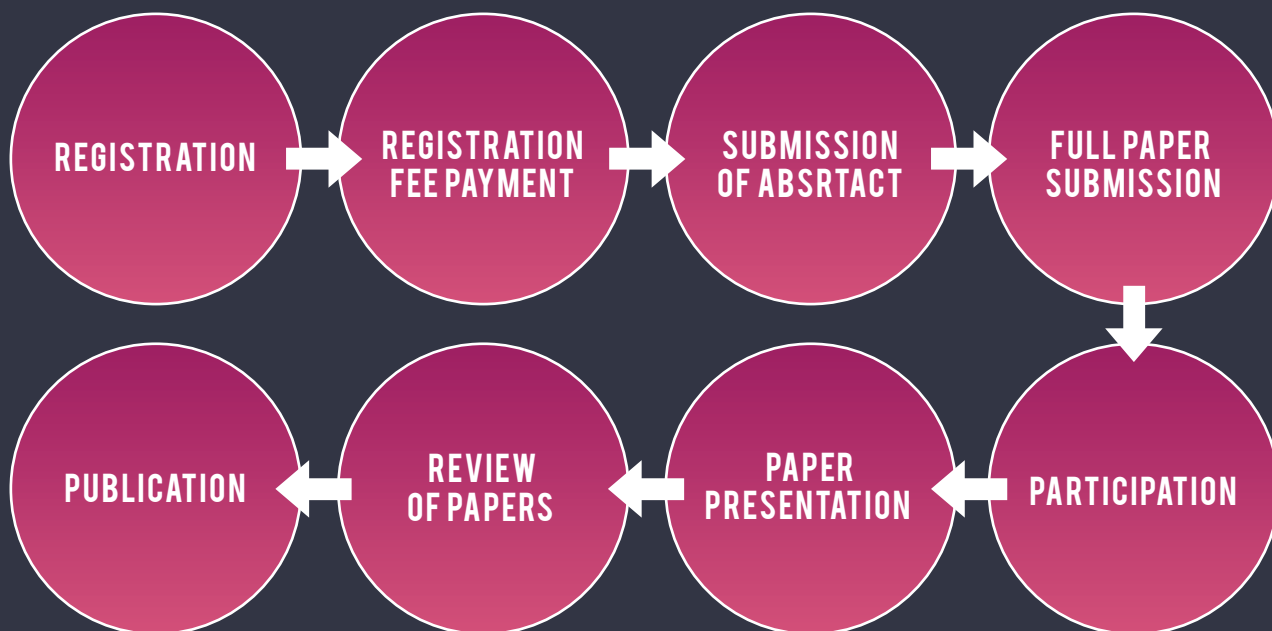 REGISTRATION
REGISTRATION
FEE PAYMENT
SUBMISSION
OF ABSRTACT
FULL PAPER
SUBMISSION
PARTICIPATION
PAPER
PRESENTATION
REVIEW
OF PAPERS
PUBLICATION